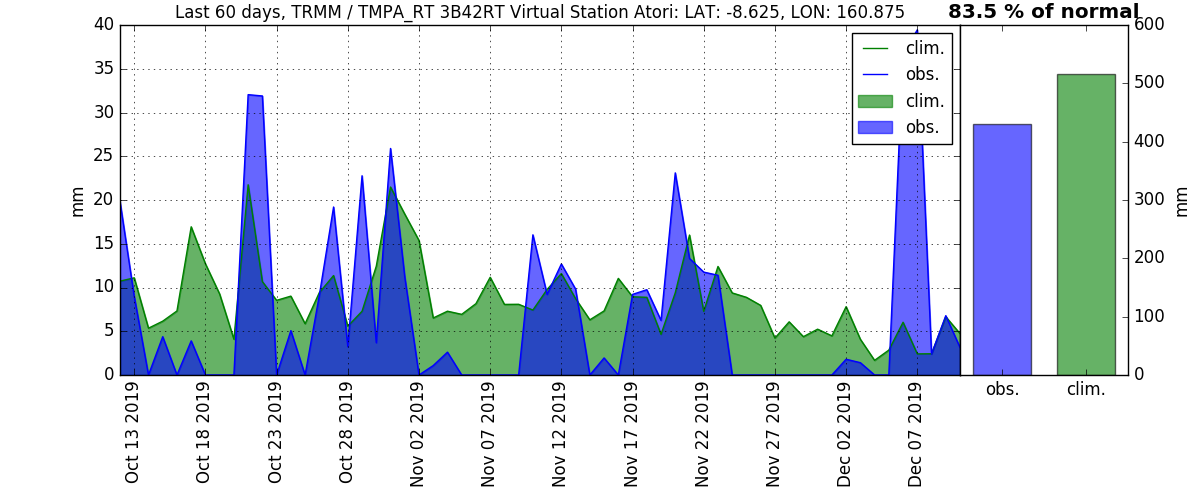 Last 60 days, TRMM / TMPA_RT 3B42RT Virtual Station Atori: LAT: -8.625, LON: 160.875
83.5 % of normal
40
35
30
25
20
15
10
5
0
mm
clim.
obs.
clim.
obs.
600
500
400
300
200
100
0
mm
Oct 13 2019
Oct 18 2019
Oct 23 2019
Oct 28 2019
Nov 02 2019
Nov 07 2019
Nov 12 2019
Nov 17 2019
Nov 22 2019
Nov 27 2019
Dec 02 2019
Dec 07 2019
obs.
clim.